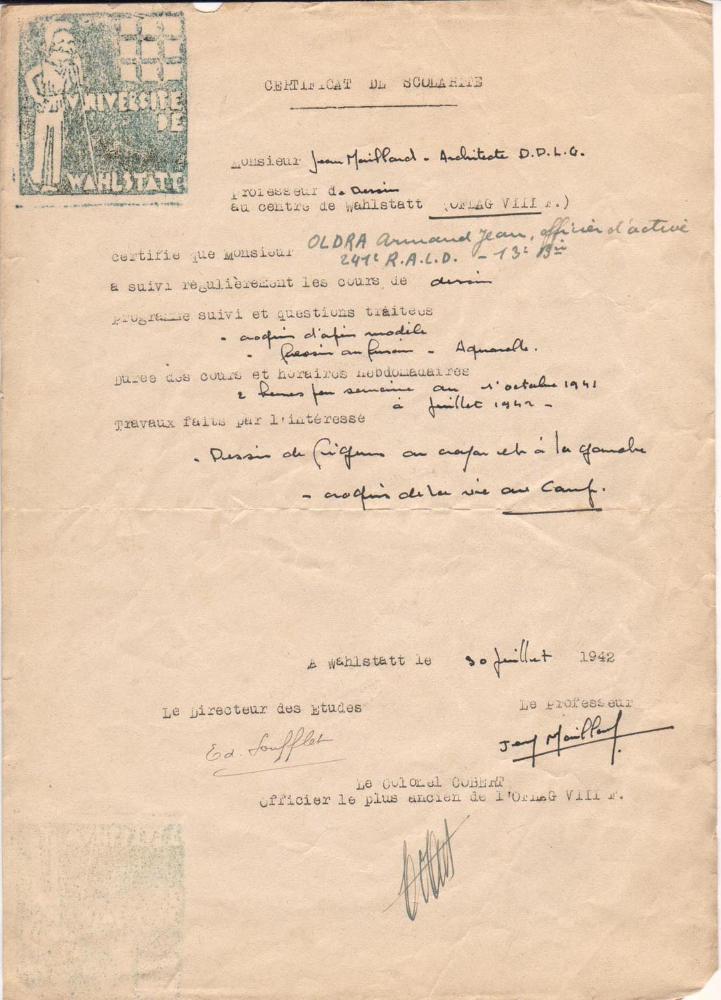 UNIVERSITE
DE
WAHLSTATT
CERTIFICAT DE SCOLARITE
Monsieur Jean Maillard - Architecte D.P.L.G.
professeur de Dessin
au centre de Wahlstatt (OFLAG VIII F.)
certifie que Monsieur OLDRA Armand Jean, officier d'active
241e R.A.L.D. - 13e Bie
a suivi régulièrement les cours de dessin
programme suivi et questions traitées
- croquis d'après modèle
- Dessin au fusain - Aquarelle.
Durée des cours et horaires hebdomadaires
2 heures par semaine du 1er octobre 1941
à Juillet 1942 -
Travaux faits par l'intéressé
- Dessin de figures au crayon et à la gouache
- croquis de la vie au Camp.
A Wahlstatt le 30 Juillet 1942
Le Directeur des Etudes
Le Professeur
Ed. Soufflet
Jean Maillard
Le Colonel GOBERT
Officier le plus ancien de l'OFLAG VIII F.